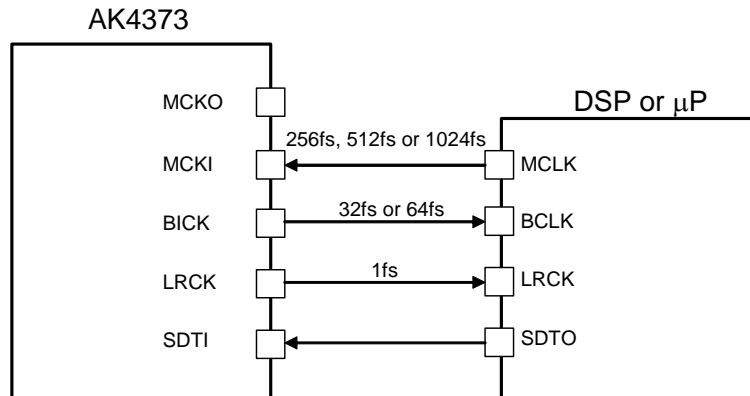 AK4373
DSP or μP
MCKO
256fs, 512fs or 1024fs
MCKI
MCLK
32fs or 64fs
BICK
BCLK
1fs
LRCK
LRCK
SDTI
SDTO